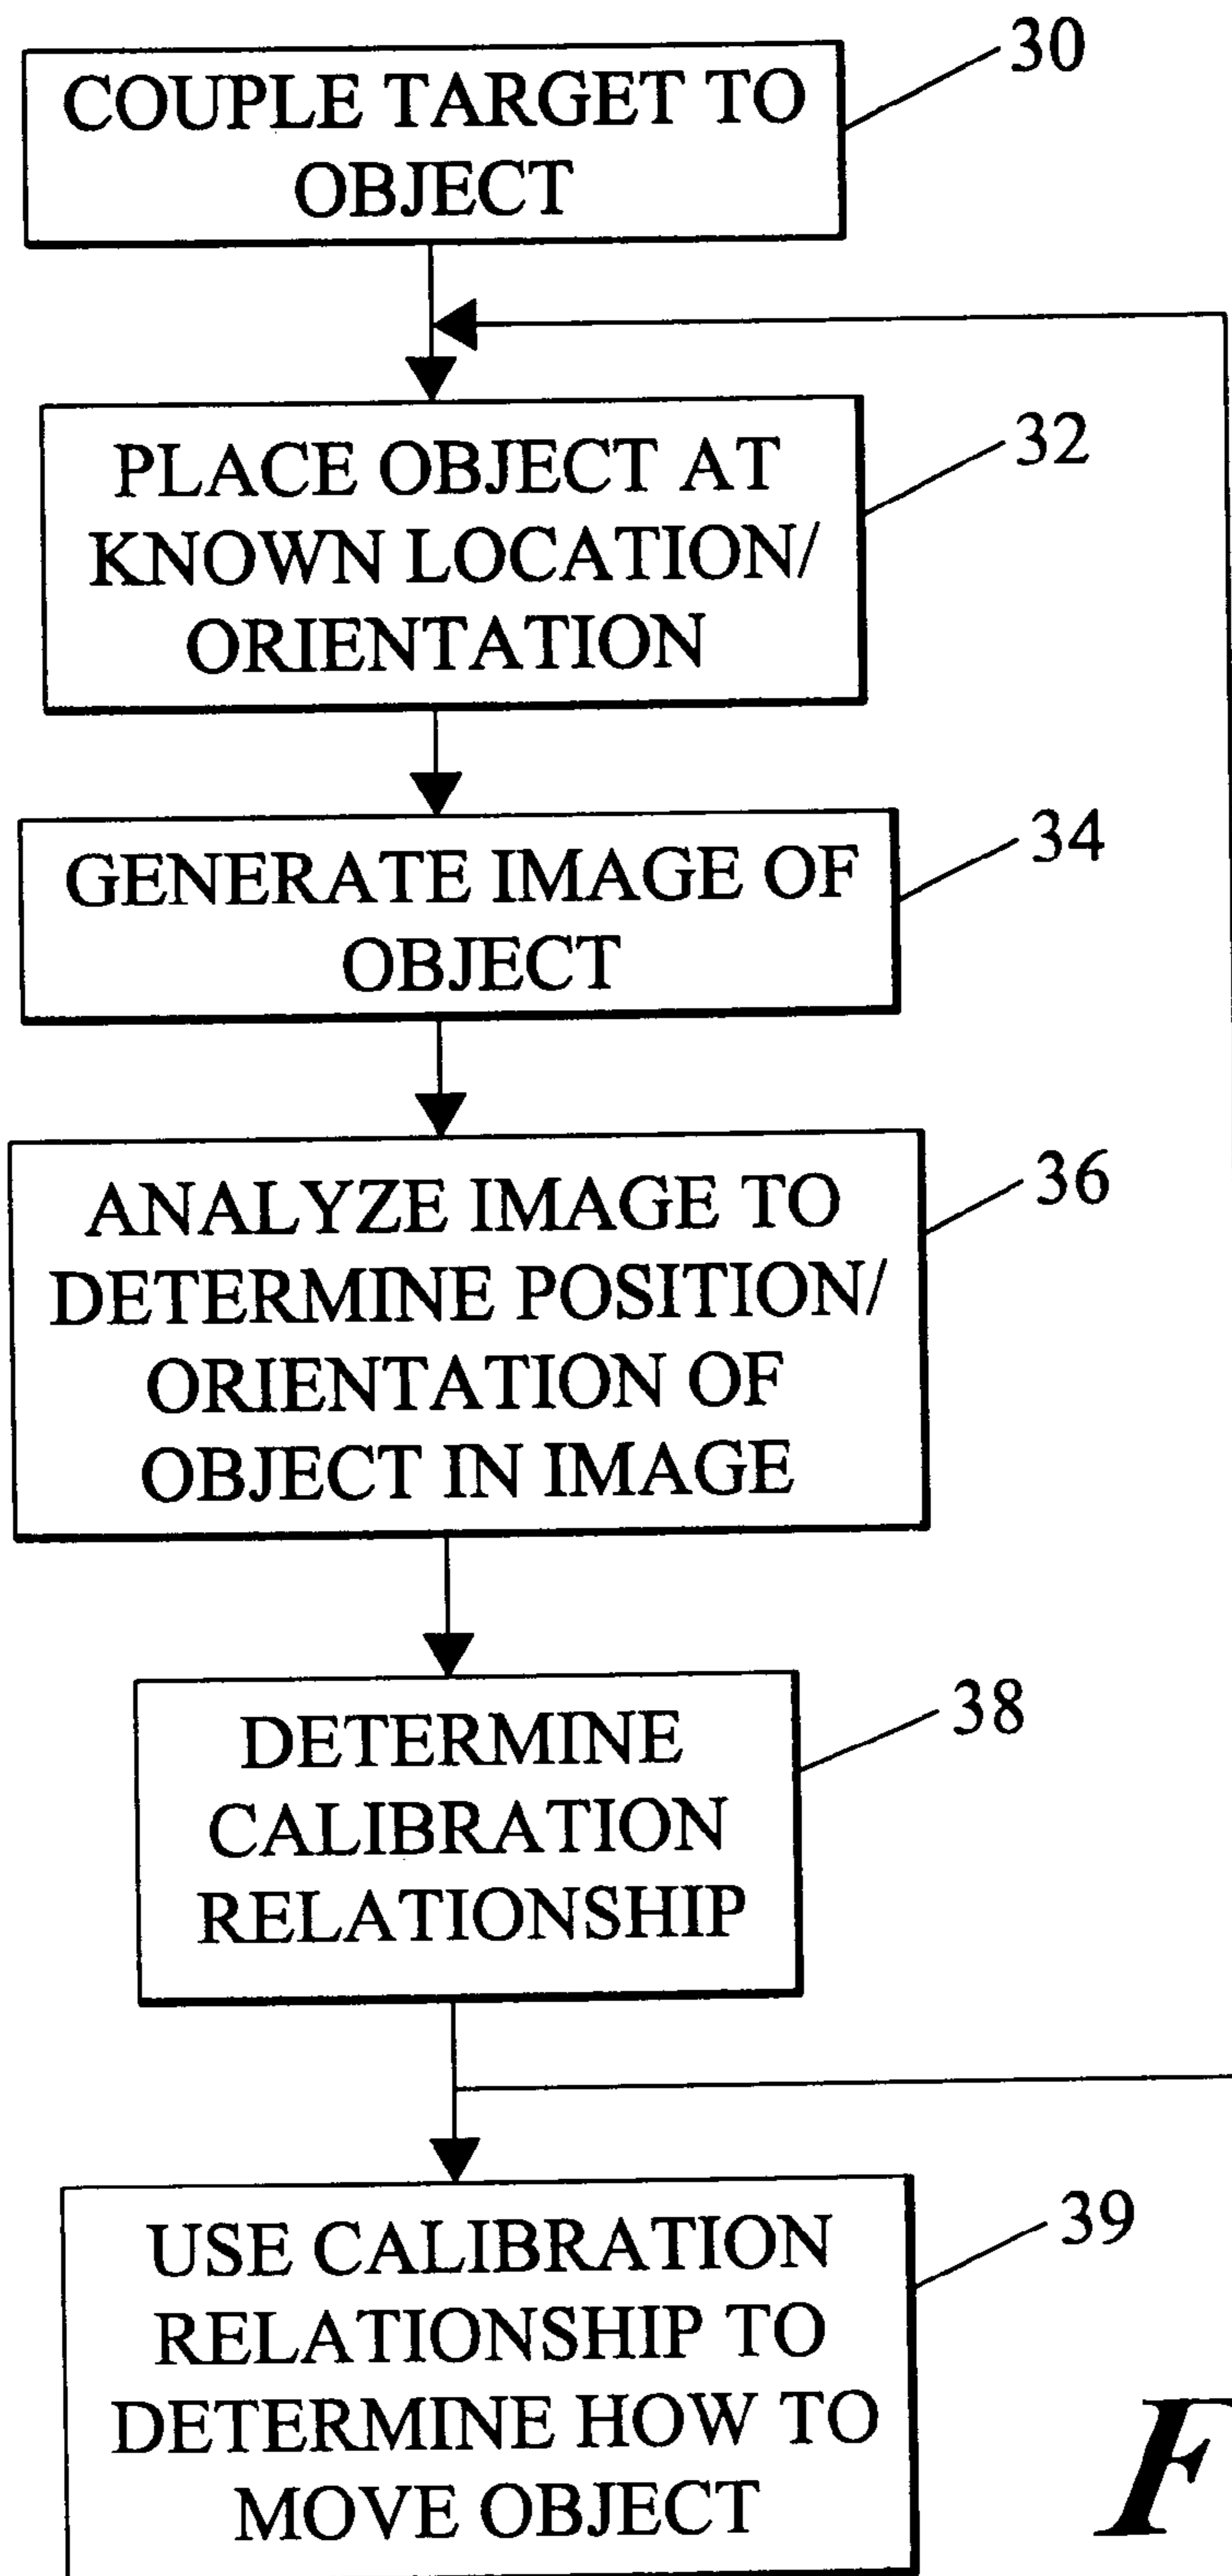 COUPLE TARGET TO
OBJECT
30
PLACE OBJECT AT
KNOWN LOCATION/
ORIENTATION
32
GENERATE IMAGE OF
OBJECT
34
ANALYZE IMAGE TO
DETERMINE POSITION/
ORIENTATION OF
OBJECT IN IMAGE
36
DETERMINE
CALIBRATION
RELATIONSHIP
38
USE CALIBRATION
RELATIONSHIP TO
DETERMINE HOW TO
MOVE OBJECT
39
F